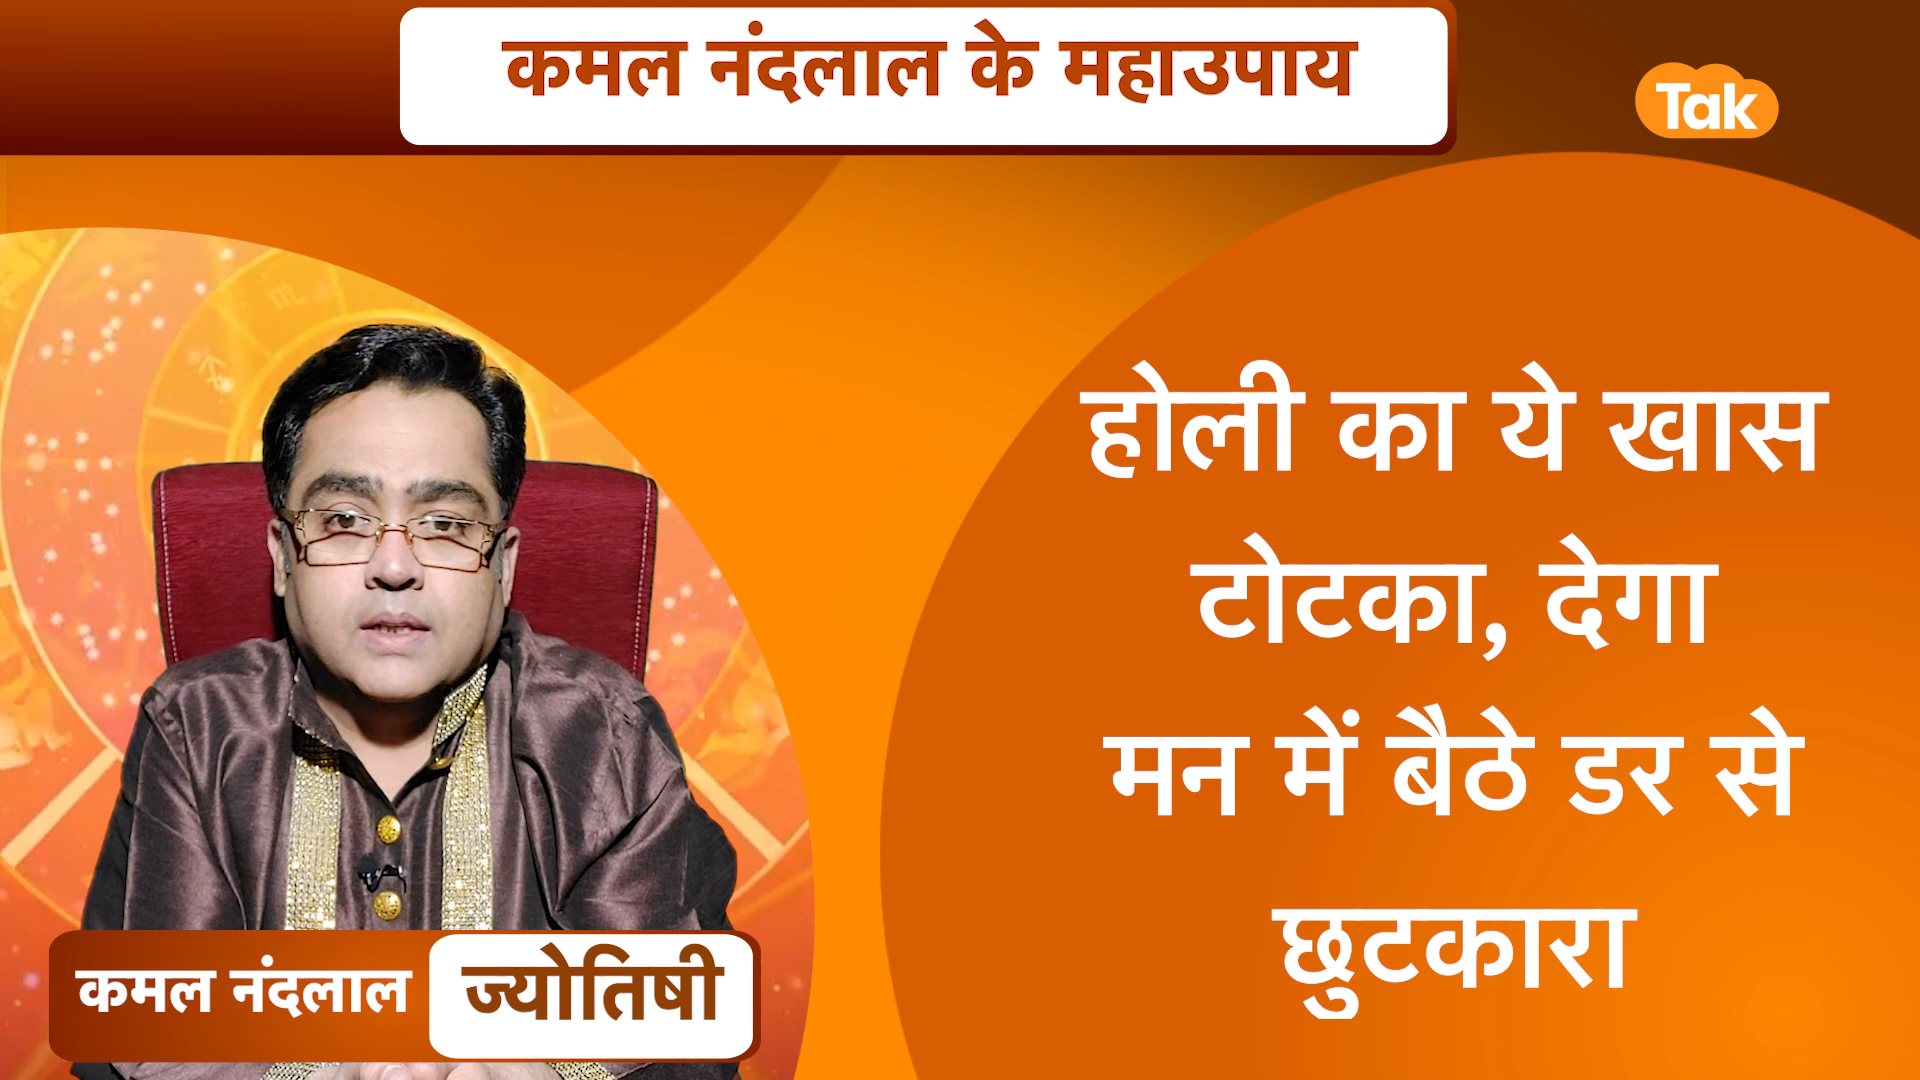 कमल नंदलाल के महाउपाय
Tak
होली का ये खास
टोटका, देगा
मन में बैठे डर से
छुटकारा
कमल नंदलाल ज्योतिषी